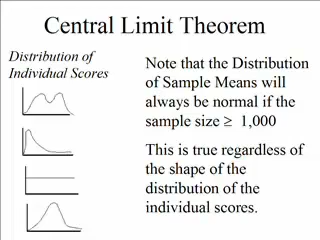 Central Limit Theorem
Distribution of
Individual Scores
Note that the Distribution
of Sample Means will
always be normal if the
sample size ≥ 1,000
This is true regardless of
the shape of the
distribution of the
individual scores.